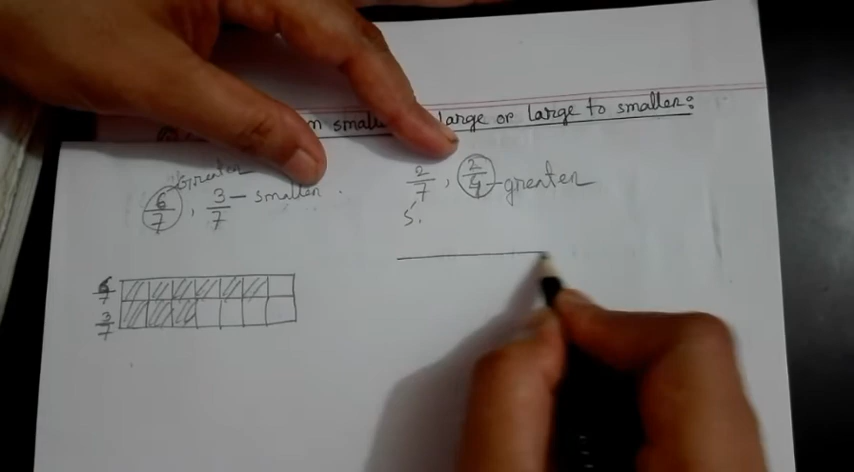 m smalle large or large to smaller:
Greater
6/7, 3/7 - smaller.
2/7, 2/4 - greater
S.
6/7
3/7